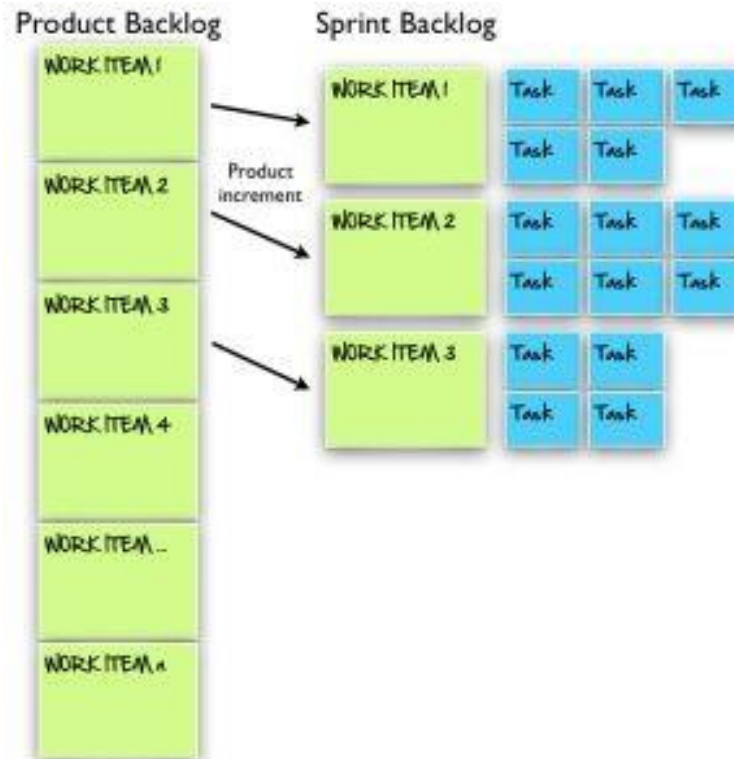 Product Backlog
Sprint Backlog
WORK ITEM 1
WORK ITEM 2
WORK ITEM 3
WORK ITEM 4
WORK ITEM ...
WORK ITEM n
Product
increment
WORK ITEM 1
Task Task Task
Task Task
WORK ITEM 2
Task Task Task
Task Task Task
WORK ITEM 3
Task Task
Task Task